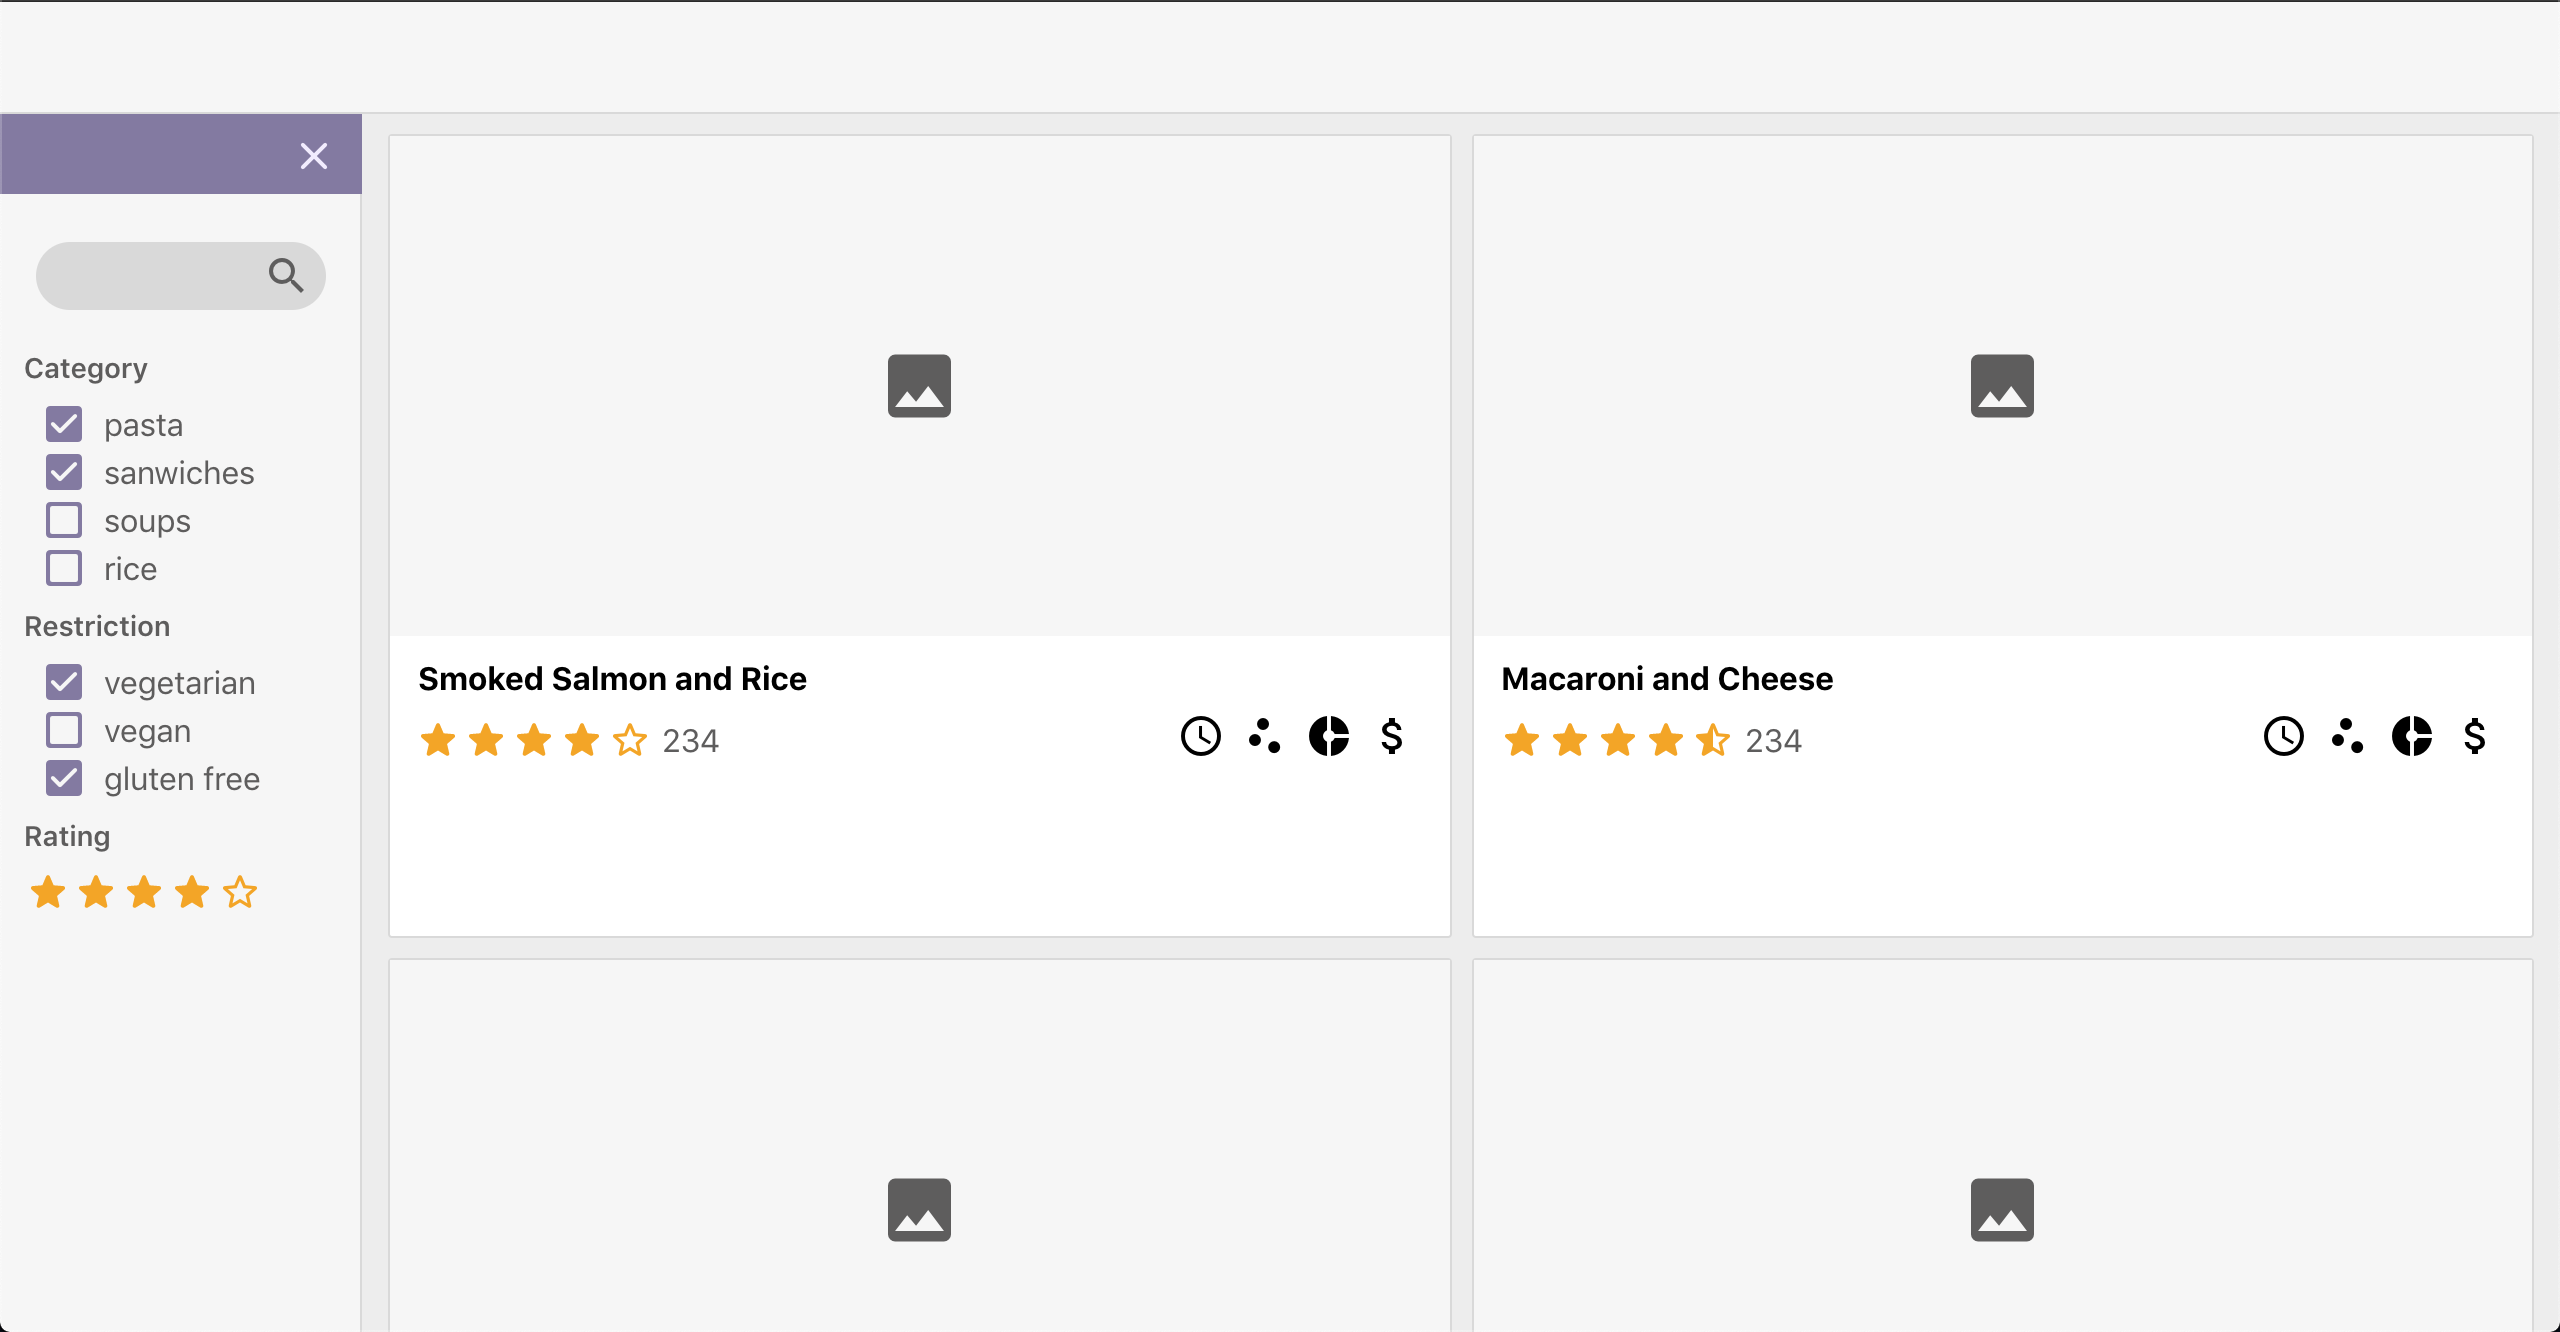 Category
pasta
sanwiches
soups
rice
Restriction
vegetarian
vegan
gluten free
Rating
Smoked Salmon and Rice
234
$
Macaroni and Cheese
234
$